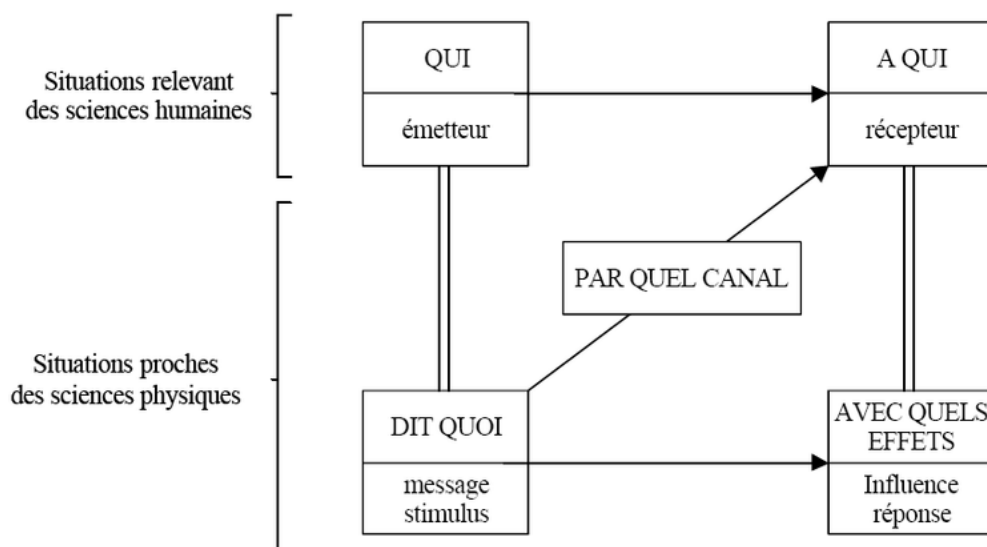 Situations relevant
des sciences humaines
QUI
émetteur
A QUI
récepteur
PAR QUEL CANAL
Situations proches
des sciences physiques
DIT QUOI
message
stimulus
AVEC QUELS
EFFETS
Influence
réponse